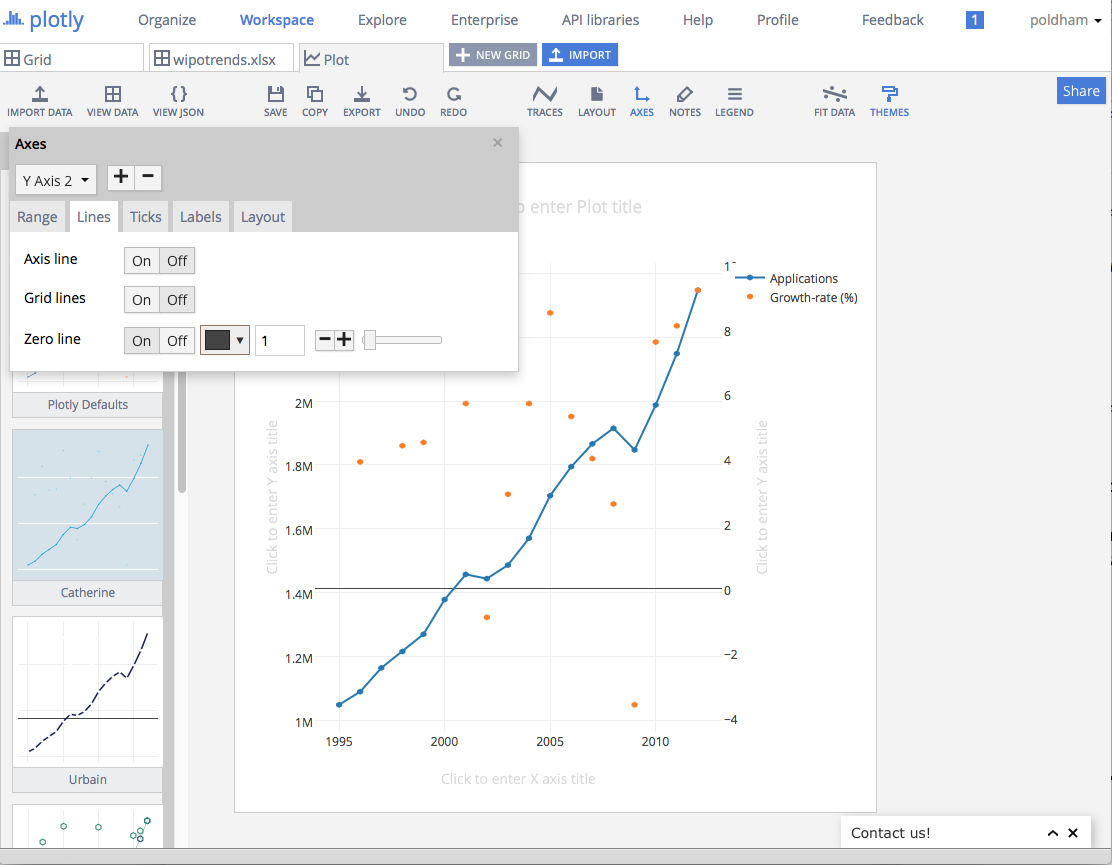 plotly Organize Workspace Explore Enterprise API libraries Help Profile Feedback 1 poldham
Grid wipotrends.xlsx Plot NEW GRID IMPORT
IMPORT DATA VIEW DATA VIEW JSON SAVE COPY EXPORT UNDO REDO TRACES LAYOUT AXES NOTES LEGEND FIT DATA THEMES Share
Axes
Y Axis 2
Range Lines Ticks Labels Layout
Axis line On Off
Grid lines On Off
Zero line On Off 1
Plotly Defaults
Catherine
Urbain
o enter Plot title
Applications
Growth-rate (%)
2M
1.8M
1.6M
1.4M
1.2M
1M
8
6
4
2
0
−2
−4
Click to enter Y axis title
Click to enter Y axis title
1995 2000 2005 2010
Click to enter X axis title
Contact us!